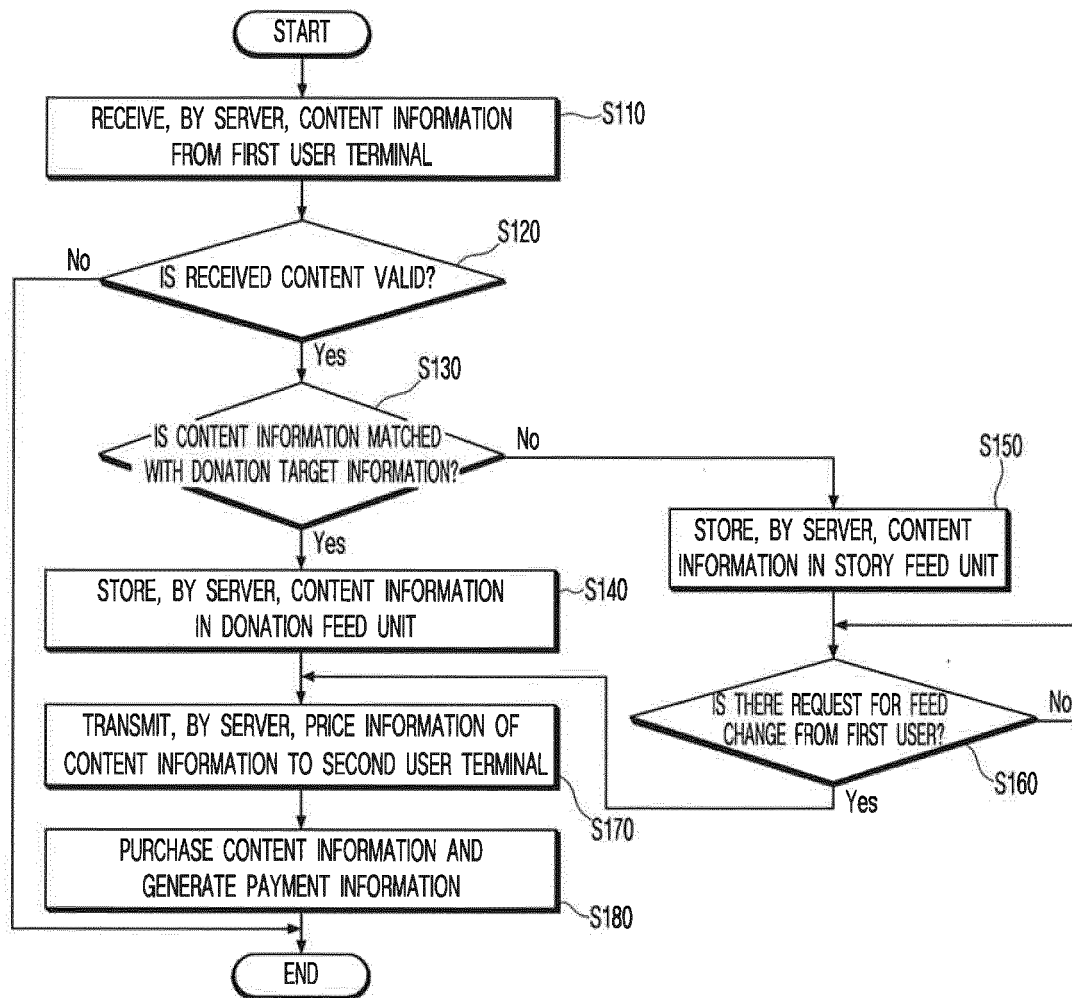 START
RECEIVE, BY SERVER, CONTENT INFORMATION
FROM FIRST USER TERMINAL
S110
IS RECEIVED CONTENT VALID?
S120
No
Yes
IS CONTENT INFORMATION MATCHED
WITH DONATION TARGET INFORMATION?
S130
No
Yes
STORE, BY SERVER, CONTENT INFORMATION
IN DONATION FEED UNIT
S140
STORE, BY SERVER, CONTENT
INFORMATION IN STORY FEED UNIT
S150
IS THERE REQUEST FOR FEED
CHANGE FROM FIRST USER?
No
S160
Yes
TRANSMIT, BY SERVER, PRICE INFORMATION OF
CONTENT INFORMATION TO SECOND USER TERMINAL
S170
PURCHASE CONTENT INFORMATION AND
GENERATE PAYMENT INFORMATION
S180
END